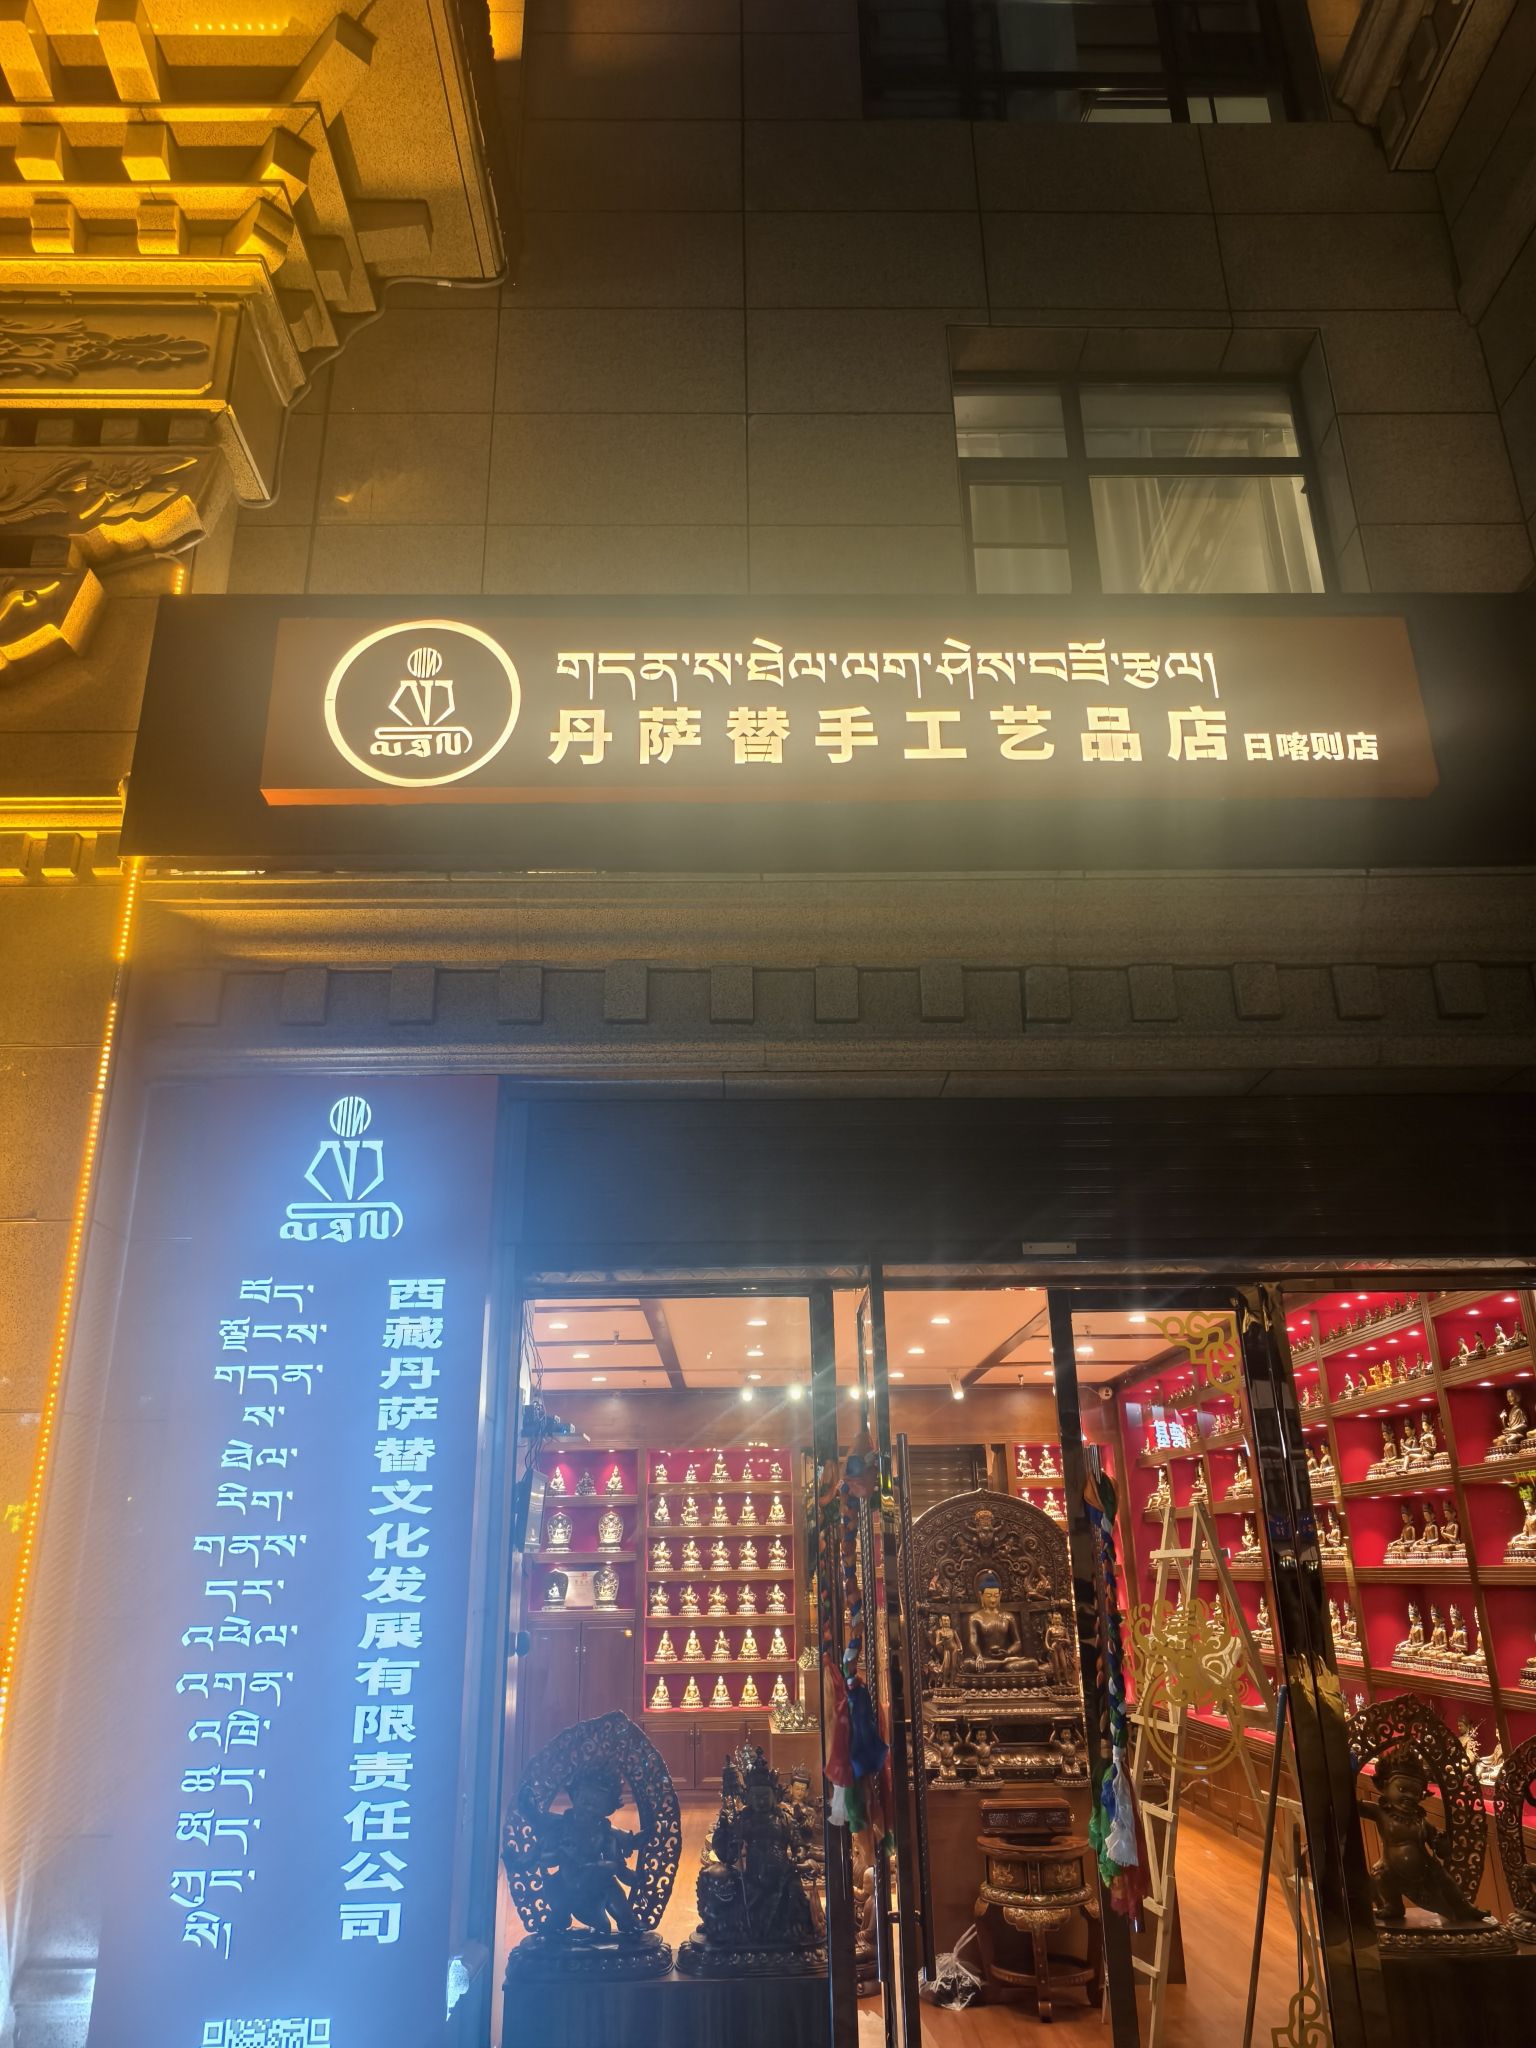 གདན་ས་ཐེལ་ལག་ཤེས་བཟོ་རྩལ།
丹萨替手工艺品店 日喀则店
བོད་
ལྗོངས་
གདན་
ས་
ཐེལ་
རིག་
གནས་
དར་
འཕེལ་
འགན་
འཁྲི་
ཚད་
ཡོད་
西藏丹萨替文化发展有限责任公司